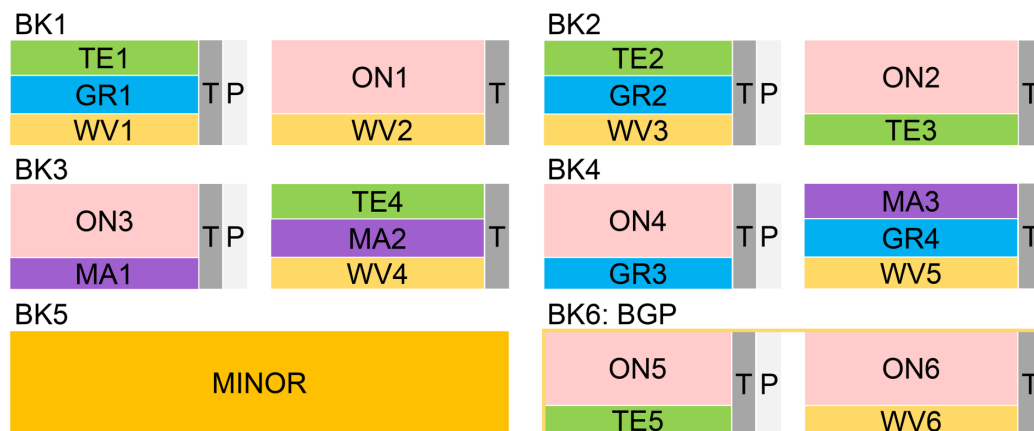 BK1
TE1
GR1
WV1
T P
ON1
WV2
T
BK2
TE2
GR2
WV3
T P
ON2
TE3
T
BK3
ON3
MA1
T P
TE4
MA2
WV4
T
BK4
ON4
GR3
T P
MA3
GR4
WV5
T
BK5
MINOR
BK6: BGP
ON5
TE5
T P
ON6
WV6
T